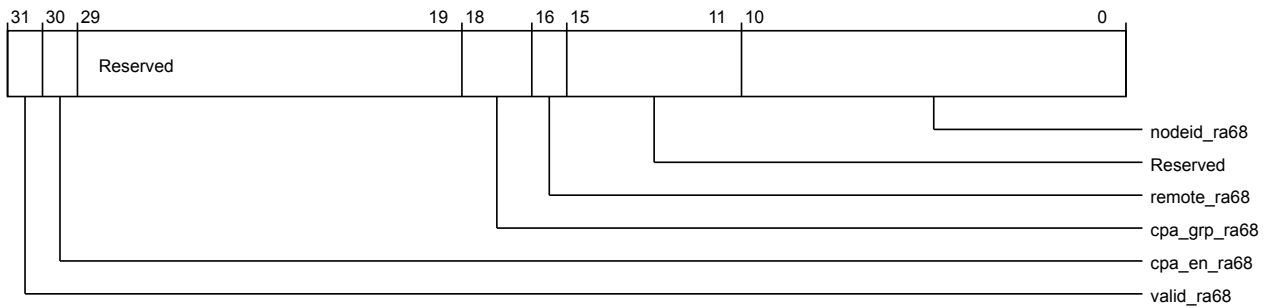 31 30 29 19 18 16 15 11 10 0
Reserved
nodeid_ra68
Reserved
remote_ra68
cpa_grp_ra68
cpa_en_ra68
valid_ra68